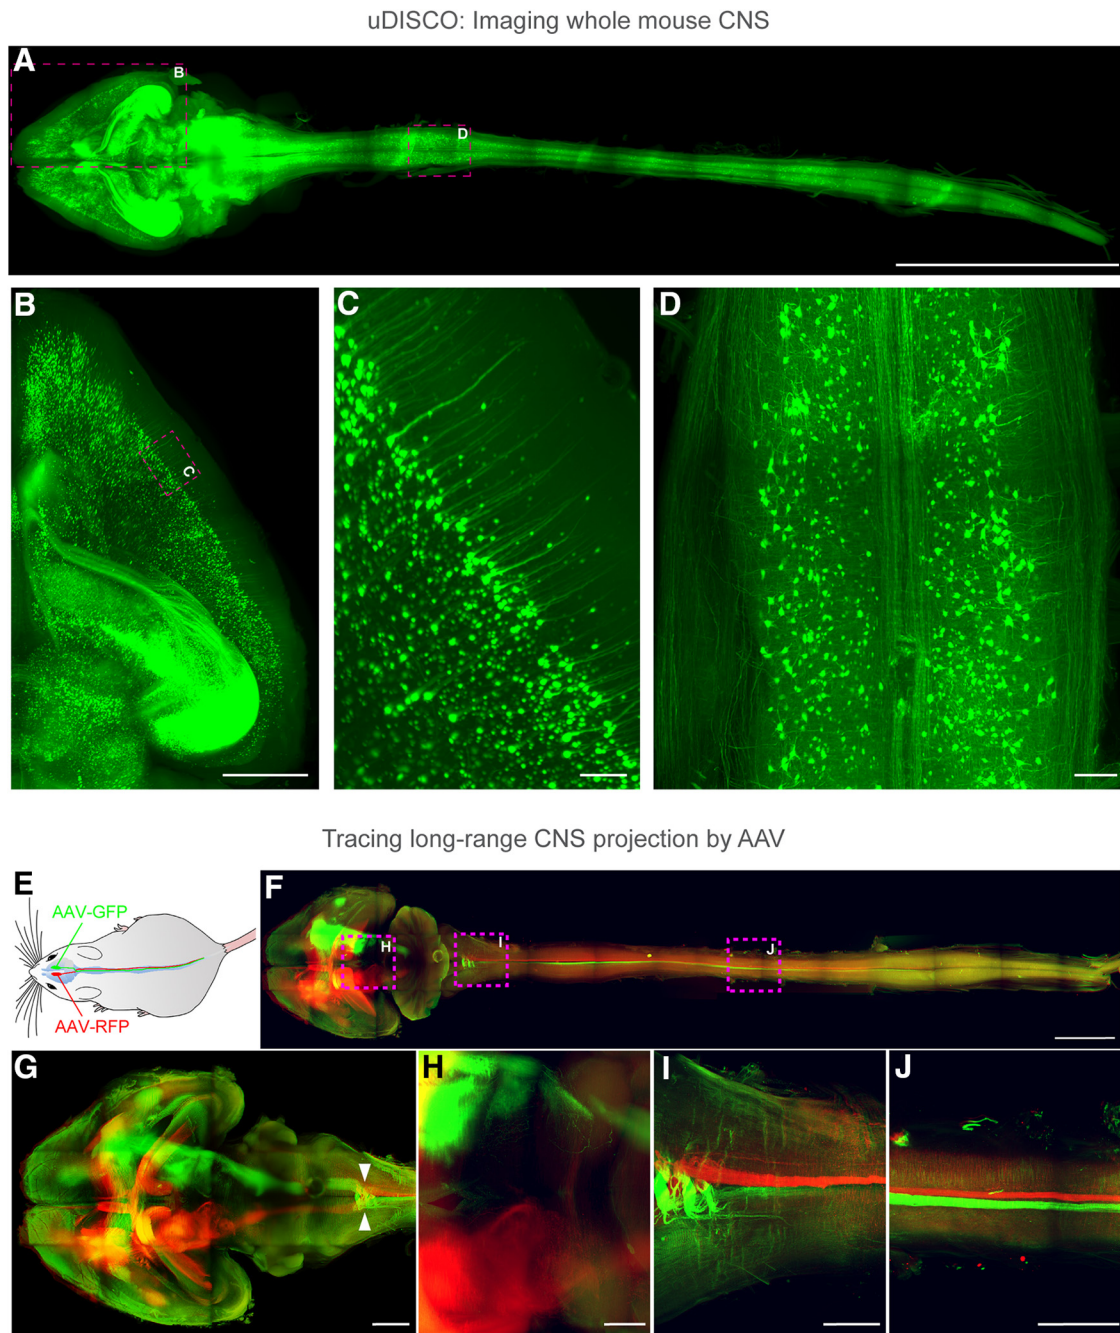 uDISCO: Imaging whole mouse CNS
A
B
D
B
C
C
D
Tracing long-range CNS projection by AAV
E
AAV-GFP
AAV-RFP
F
H
I
J
G
H
I
J